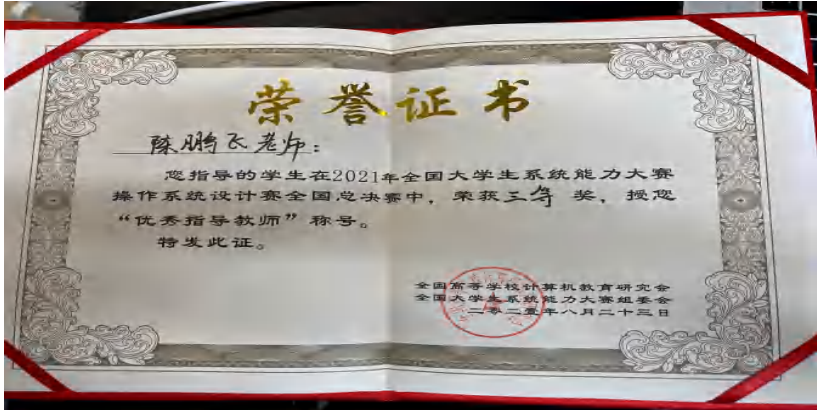 荣誉证书
陈鹏飞老师：
您指导的学生在2021年全国大学生系统能力大赛
操作系统设计赛全国总决赛中，荣获三等奖，授您
“优秀指导教师”称号。
特发此证。
全国高等学校计算机教育研究会
全国大学生系统能力大赛组委会
二零二壹年八月二十三日